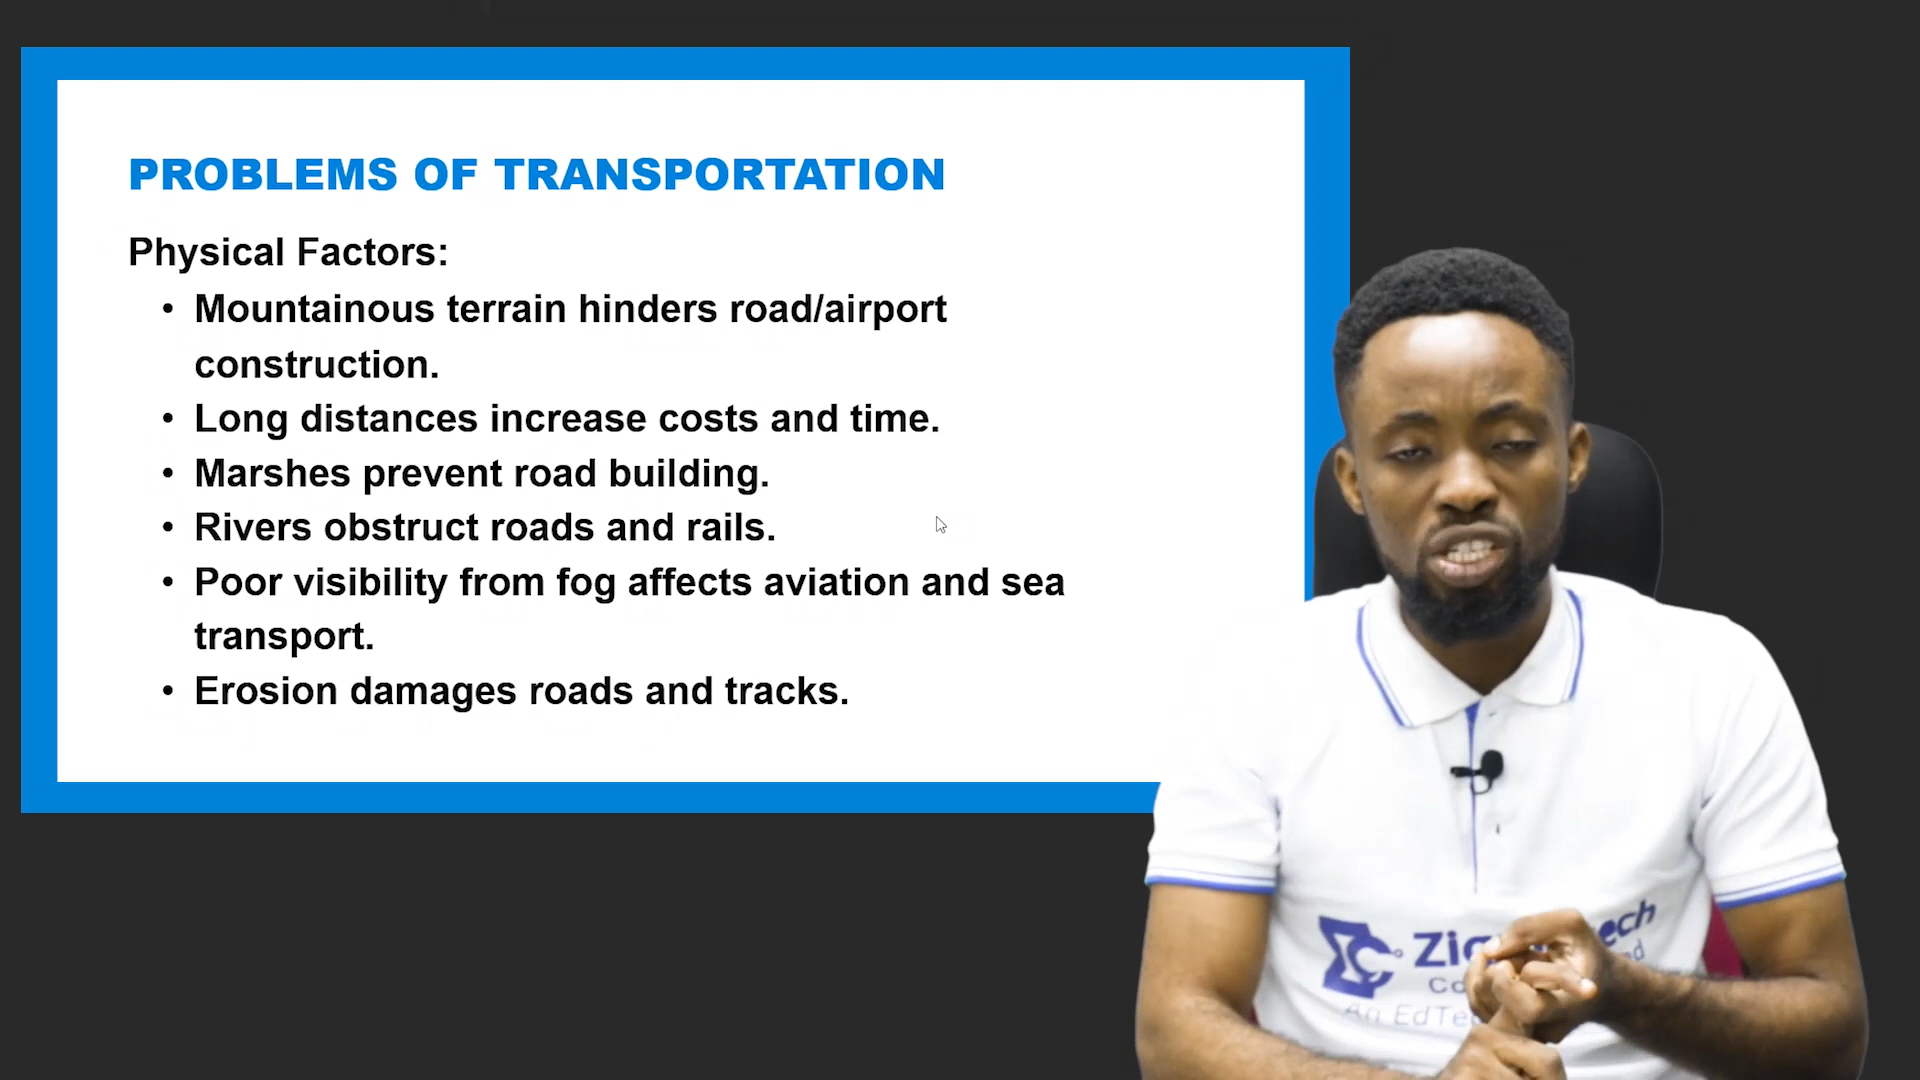 PROBLEMS OF TRANSPORTATION
Physical Factors:
• Mountainous terrain hinders road/airport
construction.
• Long distances increase costs and time.
• Marshes prevent road building.
• Rivers obstruct roads and rails.
• Poor visibility from fog affects aviation and sea
transport.
• Erosion damages roads and tracks.